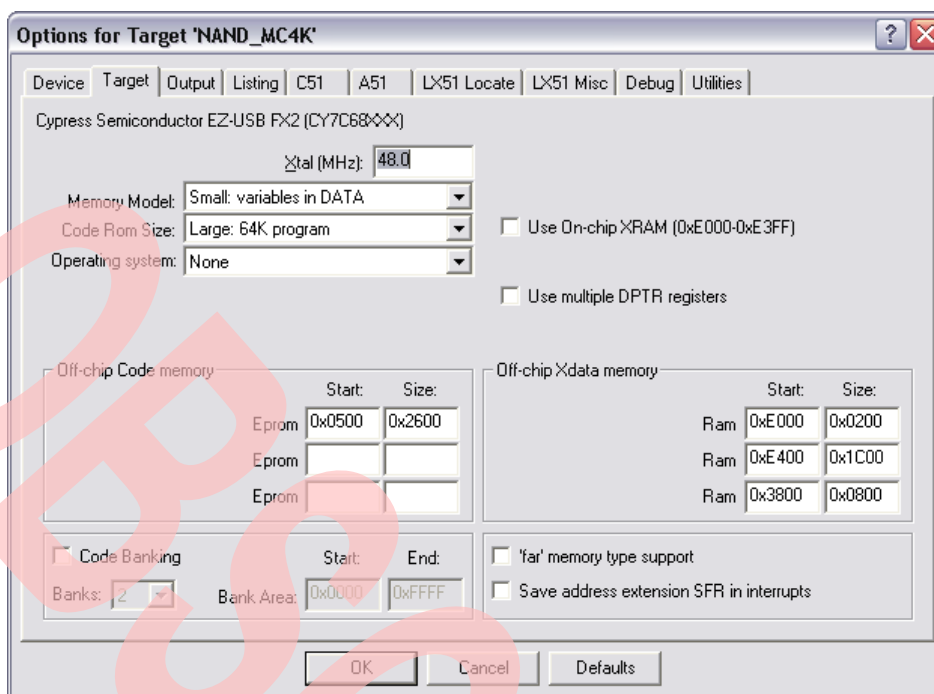 Options for Target 'NAND_MC4K'
Device Target Output Listing C51 A51 LX51 Locate LX51 Misc Debug Utilities
Cypress Semiconductor EZ-USB FX2 (CY7C68XXX)
Xtal (MHz): 48.0
Memory Model: Small: variables in DATA
Code Rom Size: Large: 64K program
Use On-chip XRAM (0xE000-0xE3FF)
Operating system: None
Use multiple DPTR registers
Off-chip Code memory
Start: Size:
Eprom 0x0500 0x2600
Eprom
Eprom
Off-chip Xdata memory
Start: Size:
Ram 0xE000 0x0200
Ram 0xE400 0x1C00
Ram 0x3800 0x0800
Code Banking Start: End:
Banks: 2 Bank Area: 0x0000 0xFFFF
'far' memory type support
Save address extension SFR in interrupts
OK Cancel Defaults